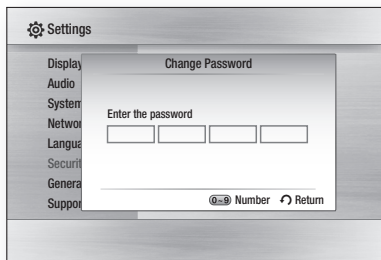 Settings
Display
Change Password
Audio
System
Enter the password
Networ
Langua
Securit
Genera
Suppor
0~9 Number Return